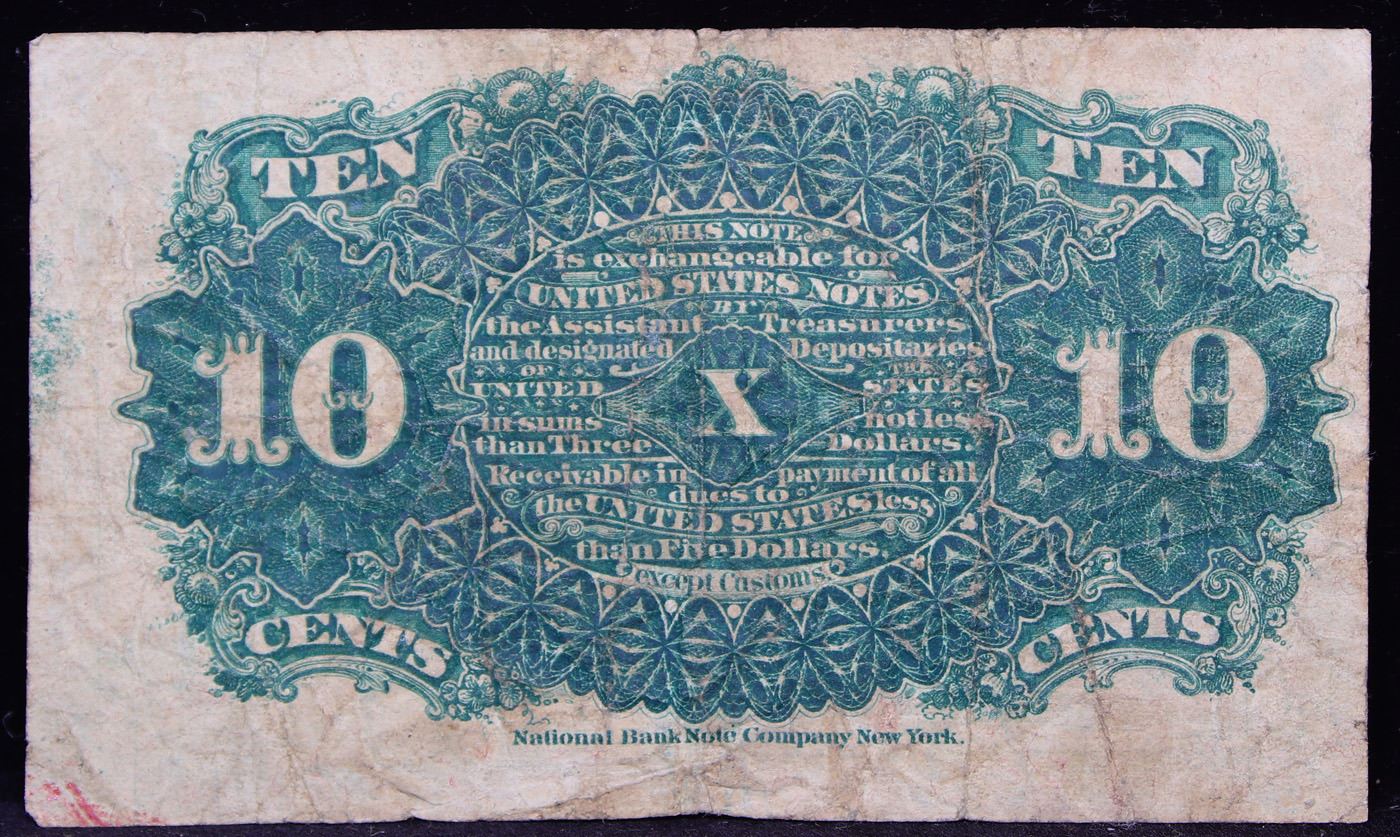 TEN TEN
THIS NOTE
is exchangeable for
UNITED STATES NOTES
BY
the Assistant Treasurers
and designated Depositaries
OF THE
UNITED STATES
in sums not less
than Three Dollars.
10 X 10
Receivable in payment of all
dues to
the UNITED STATES less
than Five Dollars,
except Customs.
CENTS CENTS
National Bank Note Company New York.